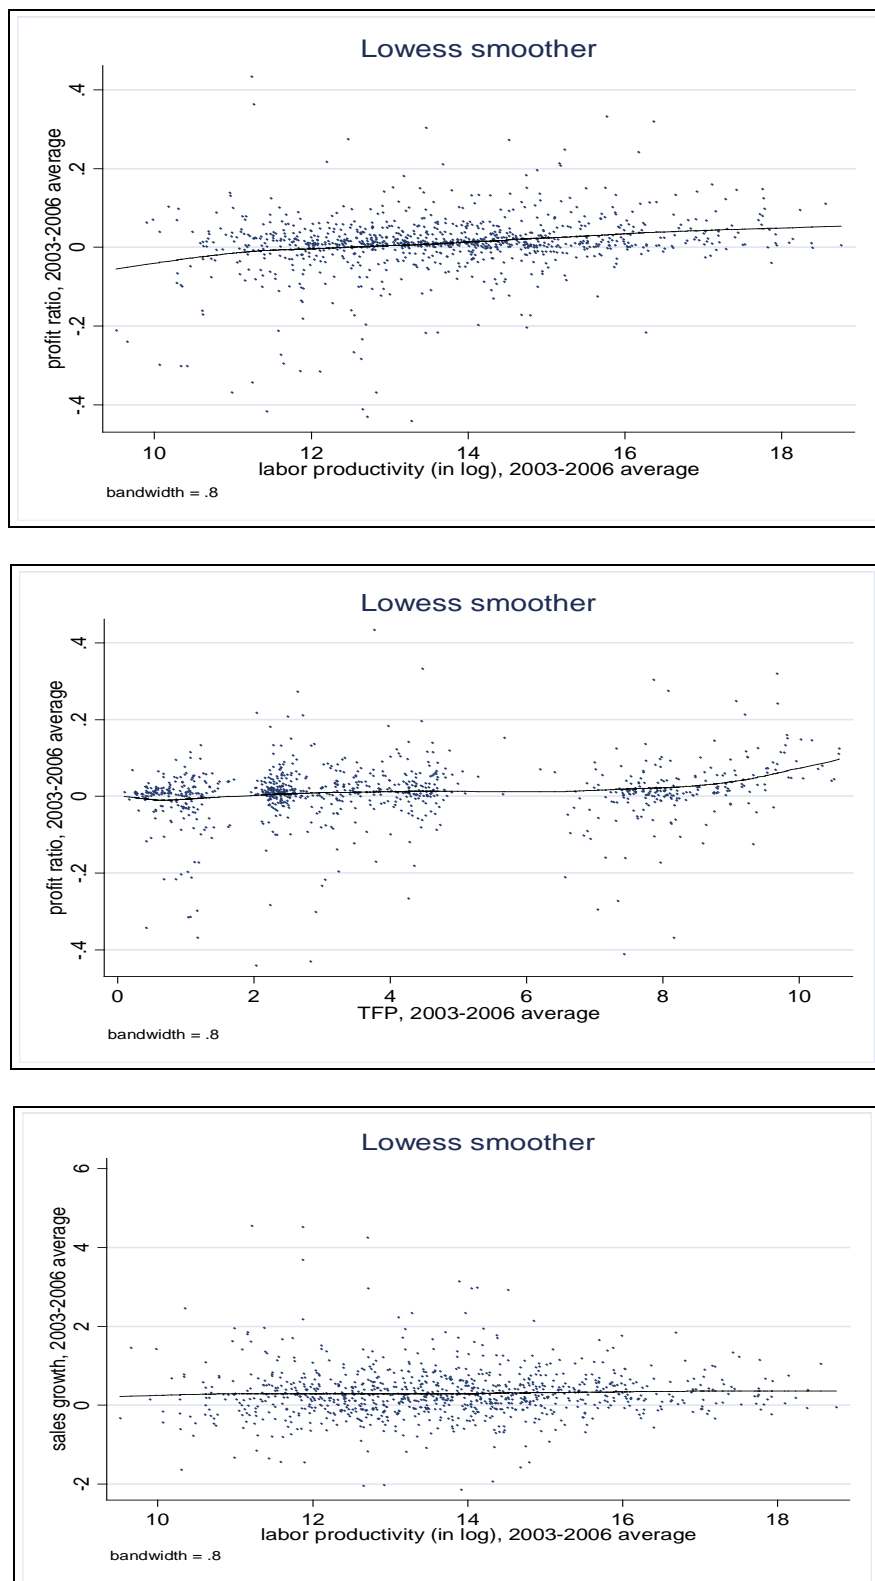 Lowess smoother
profit ratio, 2003-2006 average
.4
.2
0
-.2
-.4
10 12 14 16 18
labor productivity (in log), 2003-2006 average
bandwidth = .8
Lowess smoother
profit ratio, 2003-2006 average
.4
.2
0
-.2
-.4
0 2 4 6 8 10
TFP, 2003-2006 average
bandwidth = .8
Lowess smoother
sales growth, 2003-2006 average
6
4
2
0
-2
10 12 14 16 18
labor productivity (in log), 2003-2006 average
bandwidth = .8